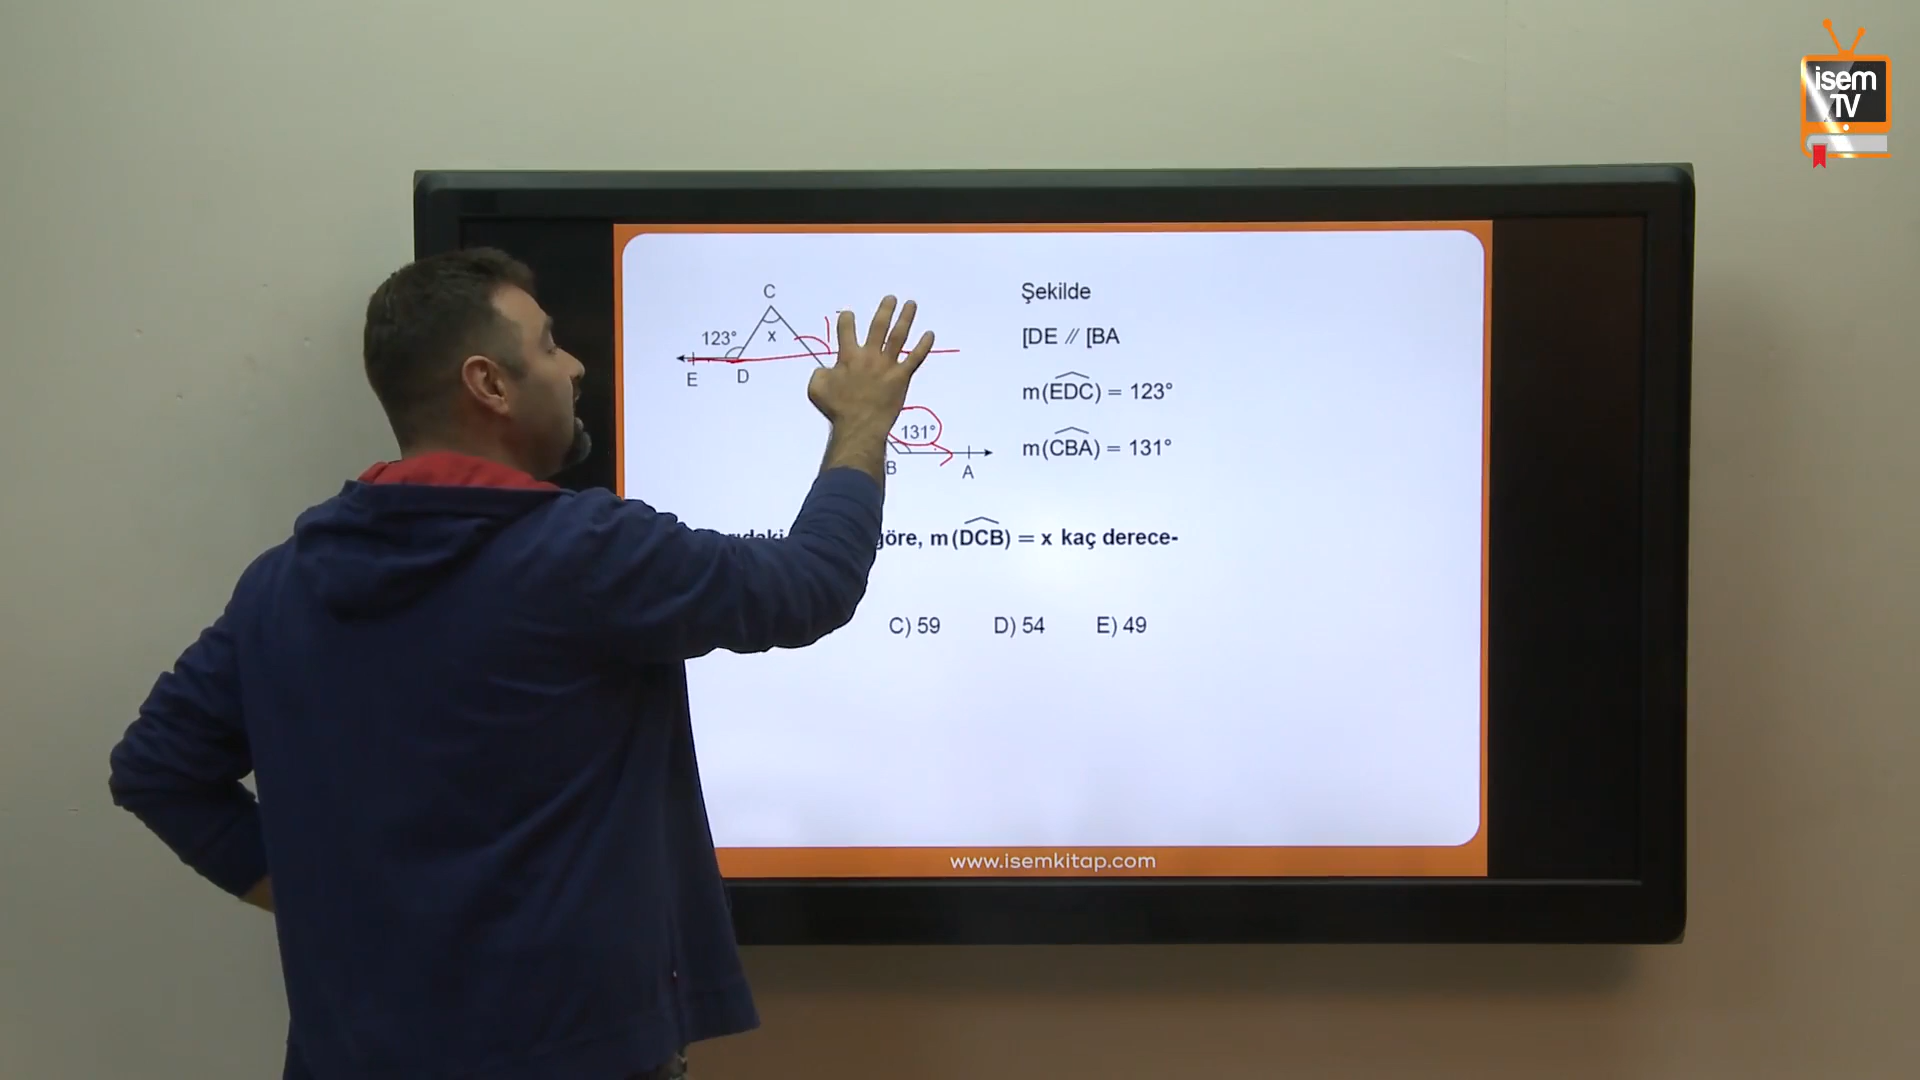 isem
TV
C
123°
x
E
D
131°
B
A
Şekilde
[DE // [BA
m(EDC) = 123°
m(CBA) = 131°
göre, m(DCB) = x kaç derece-
C) 59 D) 54 E) 49
www.isemkitap.com